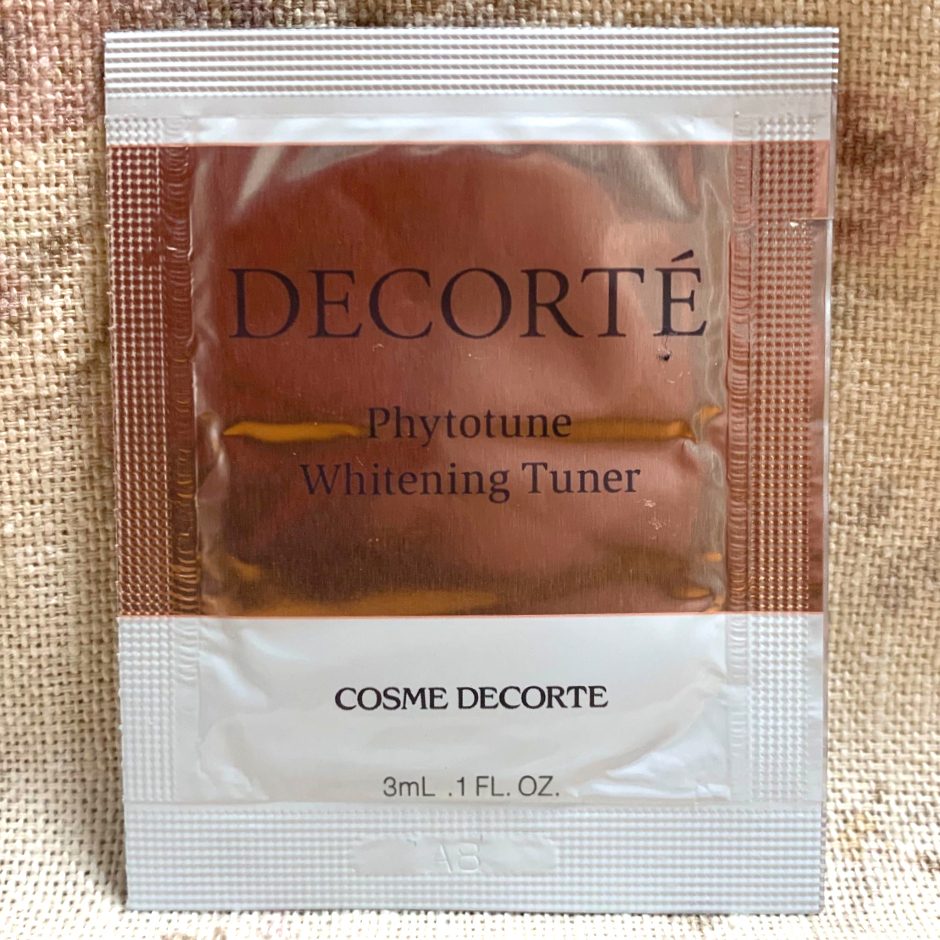 DECORTÉ
Phytotune
Whitening Tuner
COSME DECORTE
3mL .1 FL. OZ.